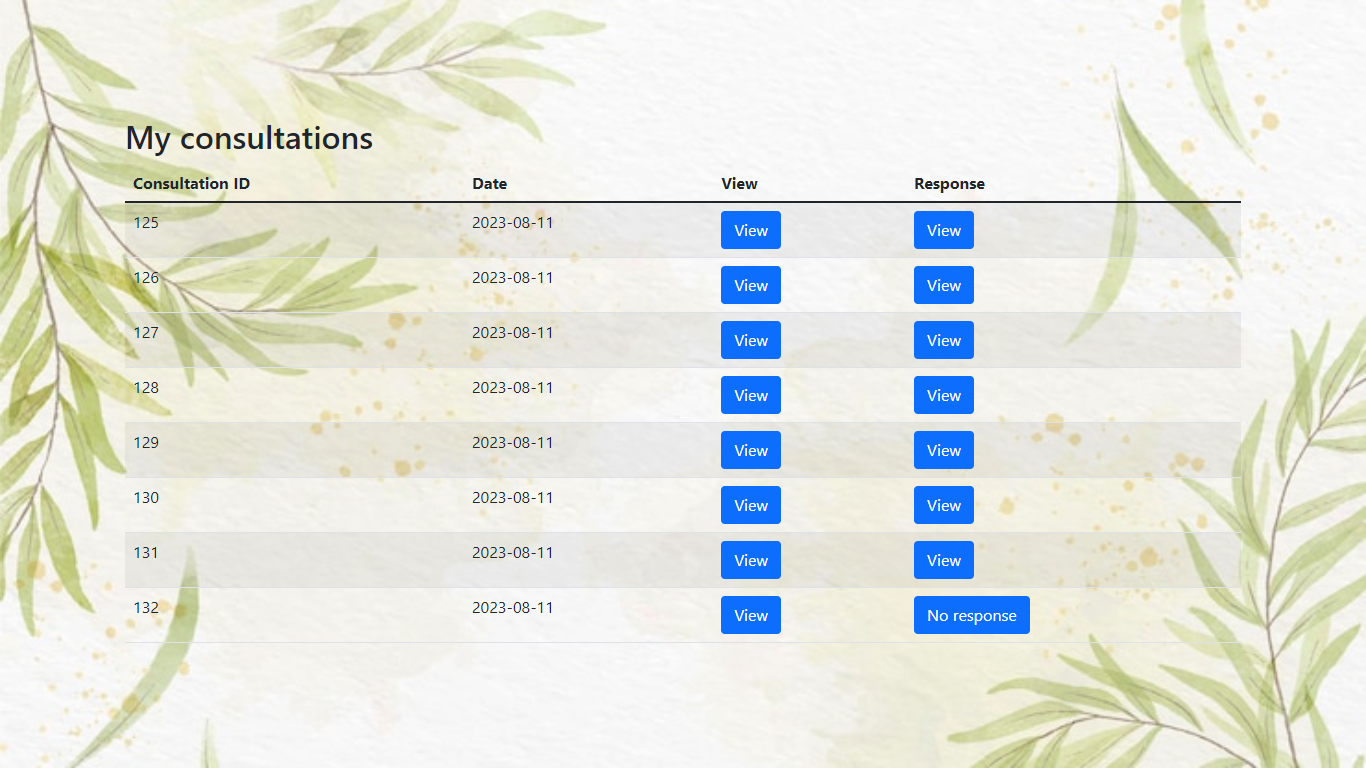 My consultations
Consultation ID Date View Response
125 2023-08-11 View View
126 2023-08-11 View View
127 2023-08-11 View View
128 2023-08-11 View View
129 2023-08-11 View View
130 2023-08-11 View View
131 2023-08-11 View View
132 2023-08-11 View No response